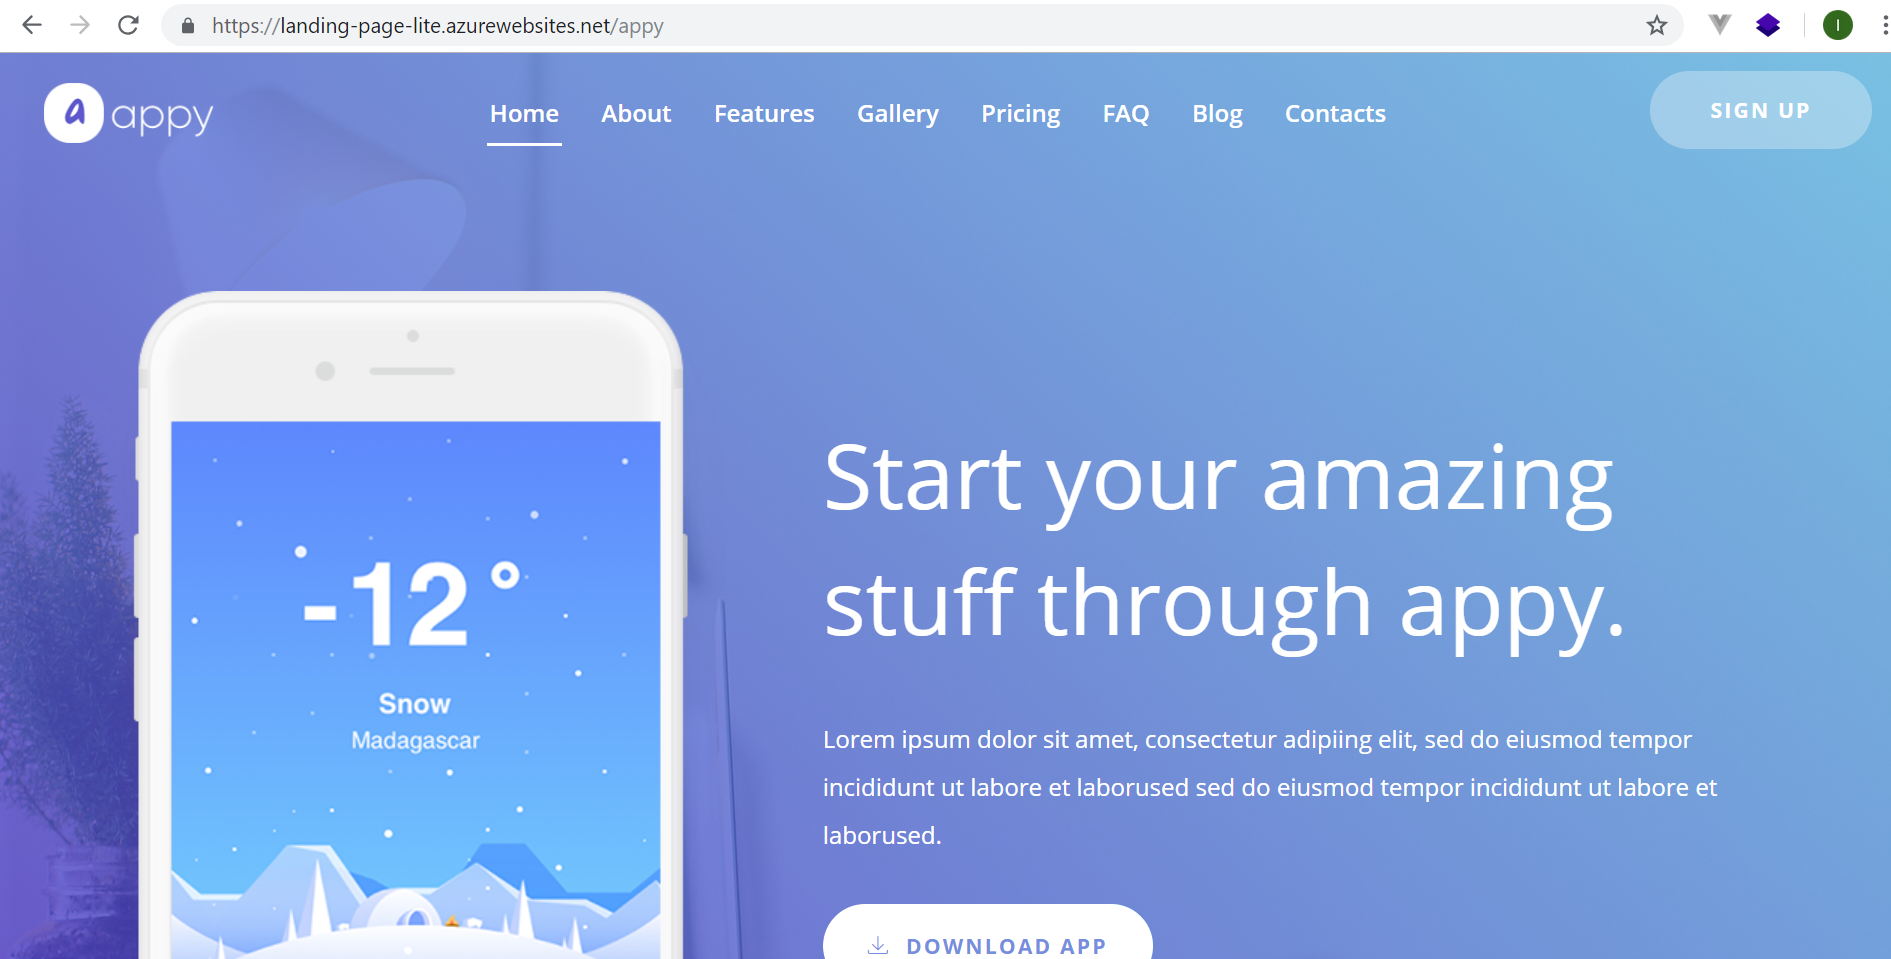 https://landing-page-lite.azurewebsites.net/appy
I
a appy
Home About Features Gallery Pricing FAQ Blog Contacts
SIGN UP
-12°
Snow
Madagascar
Start your amazing
stuff through appy.
Lorem ipsum dolor sit amet, consectetur adipiing elit, sed do eiusmod tempor
incididunt ut labore et laborused sed do eiusmod tempor incididunt ut labore et
laborused.
DOWNLOAD APP